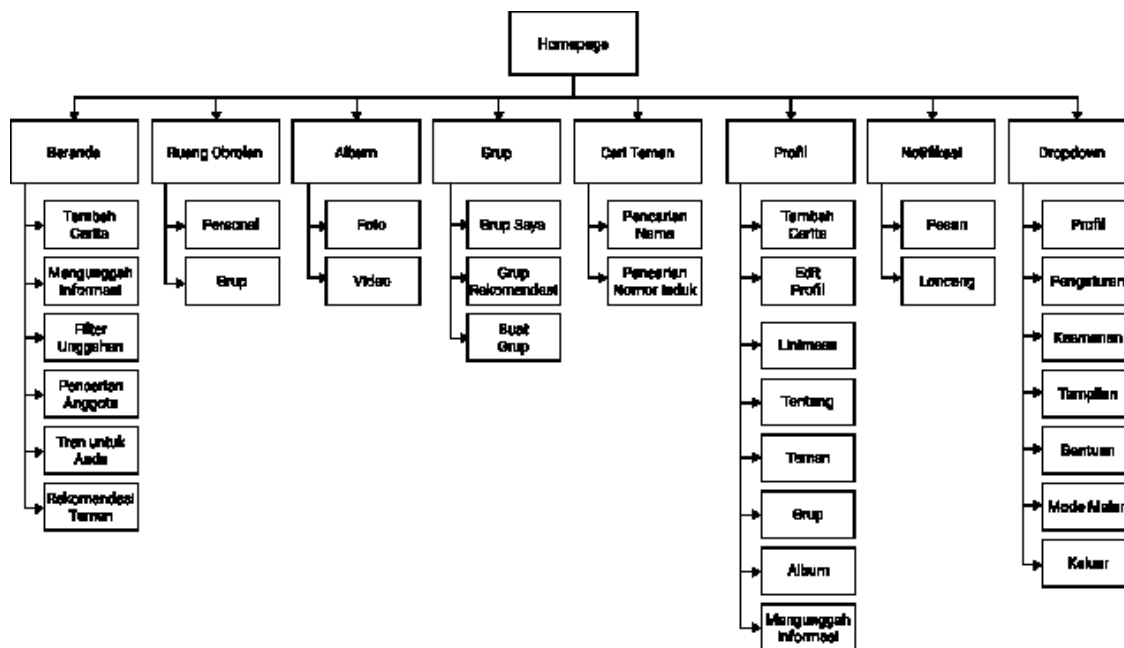 Homepage
Beranda
Ruang Obrolan
Album
Grup
Cari Teman
Profil
Notifikasi
Dropdown
Tambah
Cerita
Mengunggah
Informasi
Filter
Unggahan
Pencarian
Anggota
Tren untuk
Anda
Rekomendasi
Teman
Personal
Grup
Foto
Video
Grup Saya
Grup
Rekomendasi
Buat
Grup
Pencarian
Nama
Pencarian
Nomor Induk
Tambah
Cerita
Edit
Profil
Linimasa
Tentang
Teman
Grup
Album
Mengunggah
Informasi
Pesan
Lonceng
Profil
Pengaturan
Keamanan
Tampilan
Bantuan
Mode Malam
Keluar